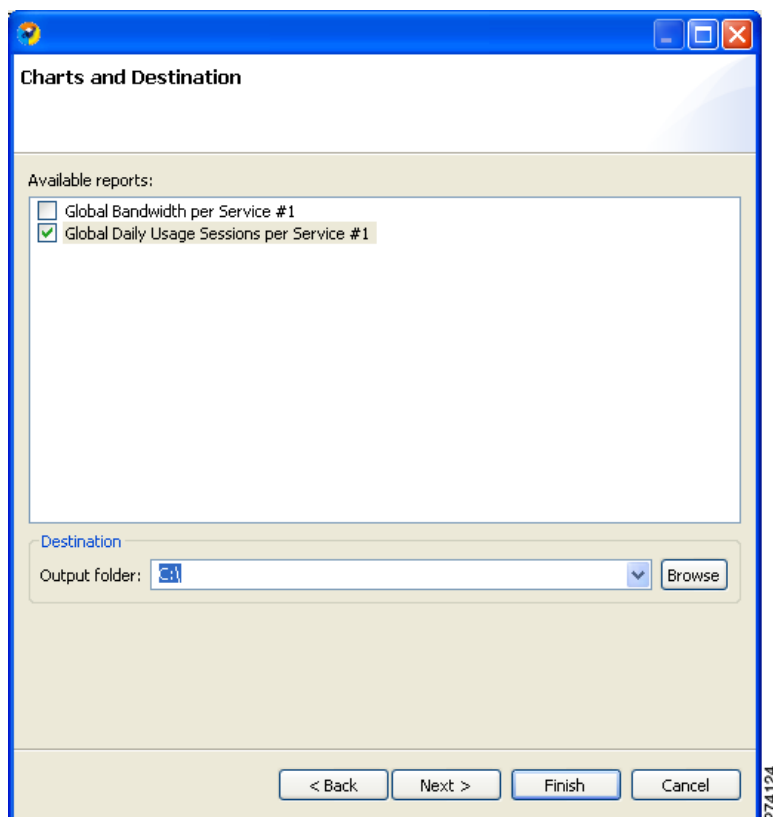 Charts and Destination
Available reports:
Global Bandwidth per Service #1
Global Daily Usage Sessions per Service #1
Destination
Output folder: C:\ Browse
< Back Next > Finish Cancel
274124